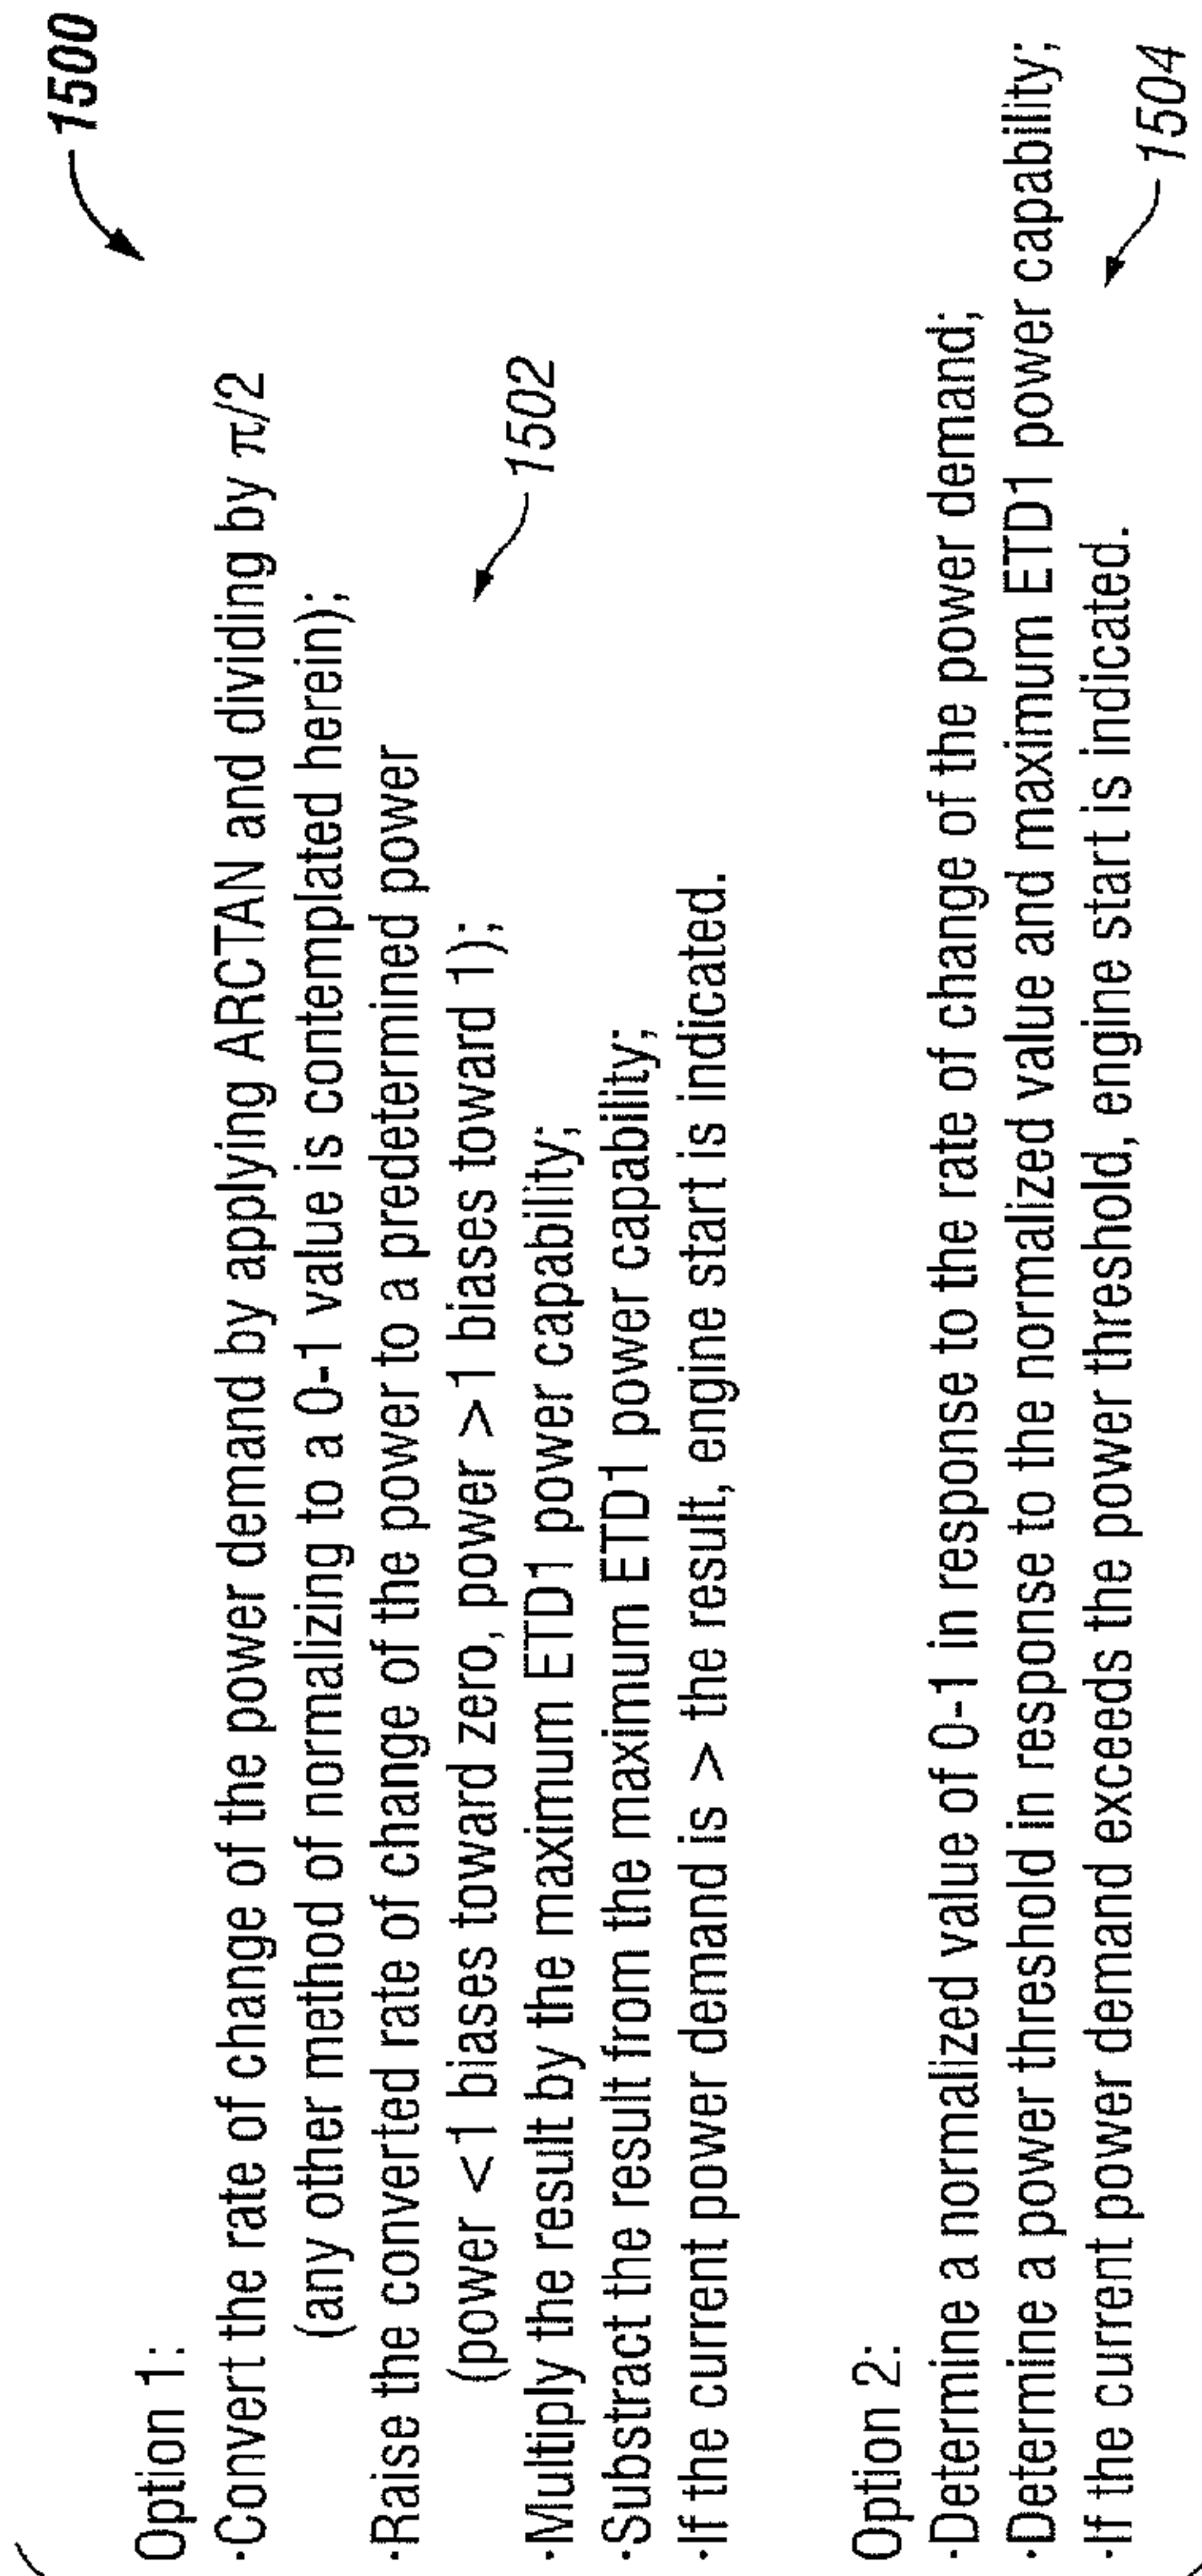 1500
Option 1:
·Convert the rate of change of the power demand by applying ARCTAN and dividing by π/2
(any other method of normalizing to a 0-1 value is contemplated herein);
·Raise the converted rate of change of the power to a predetermined power
(power <1 biases toward zero, power >1 biases toward 1);
1502
·Multiply the result by the maximum ETD1 power capability;
·Substract the result from the maximum ETD1 power capability;
·If the current power demand is > the result, engine start is indicated.
Option 2:
·Determine a normalized value of 0-1 in response to the rate of change of the power demand;
·Determine a power threshold in response to the normalized value and maximum ETD1 power capability;
·If the current power demand exceeds the power threshold, engine start is indicated.
1504